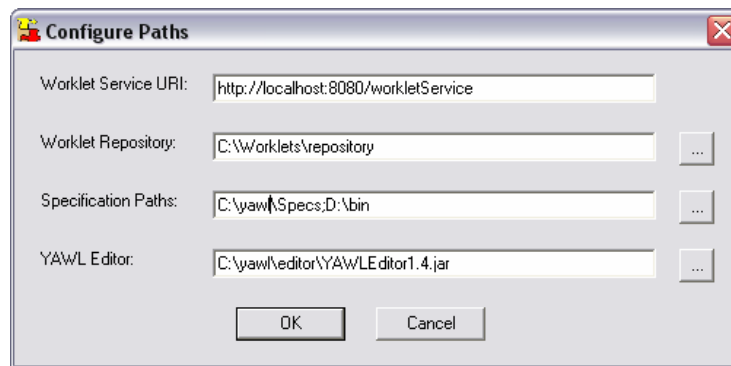 Configure Paths
Worklet Service URI: http://localhost:8080/workletService
Worklet Repository: C:\Worklets\repository ...
Specification Paths: C:\yawl\Specs;D:\bin ...
YAWL Editor: C:\yawl\editor\YAWLEditor1.4.jar ...
OK Cancel